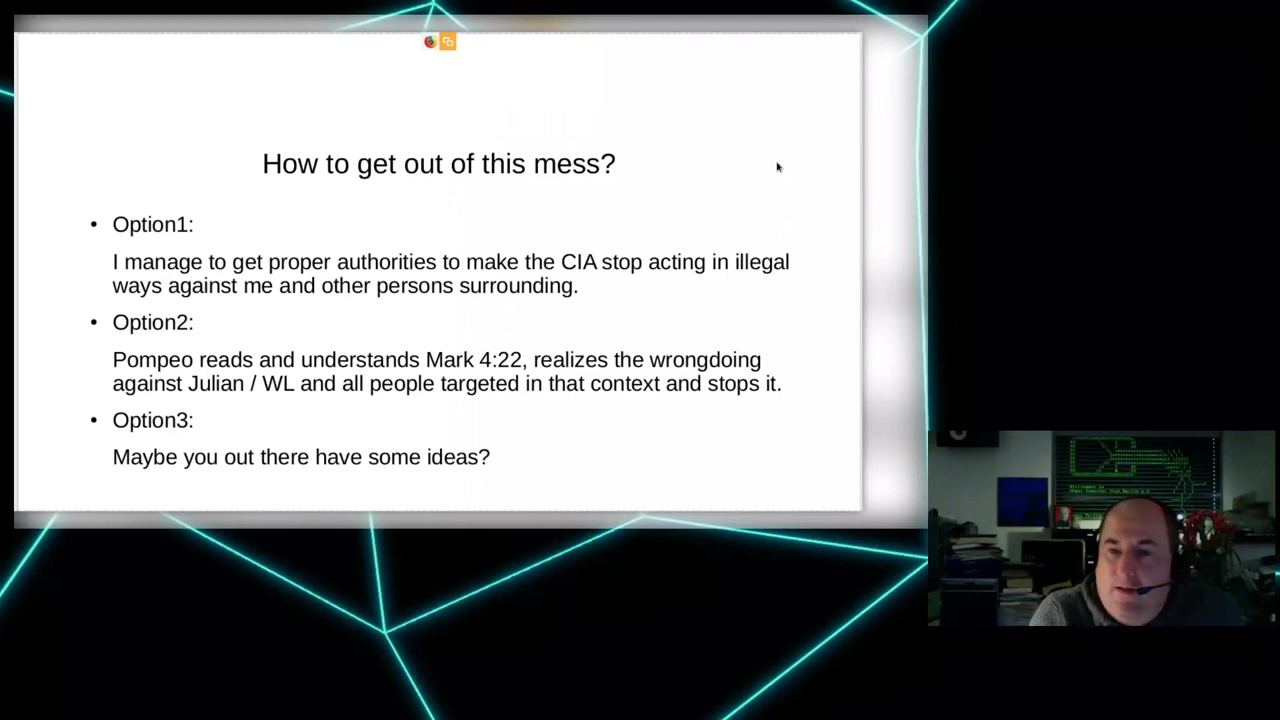 How to get out of this mess?
• Option1:
I manage to get proper authorities to make the CIA stop acting in illegal
ways against me and other persons surrounding.
• Option2:
Pompeo reads and understands Mark 4:22, realizes the wrongdoing
against Julian / WL and all people targeted in that context and stops it.
• Option3:
Maybe you out there have some ideas?